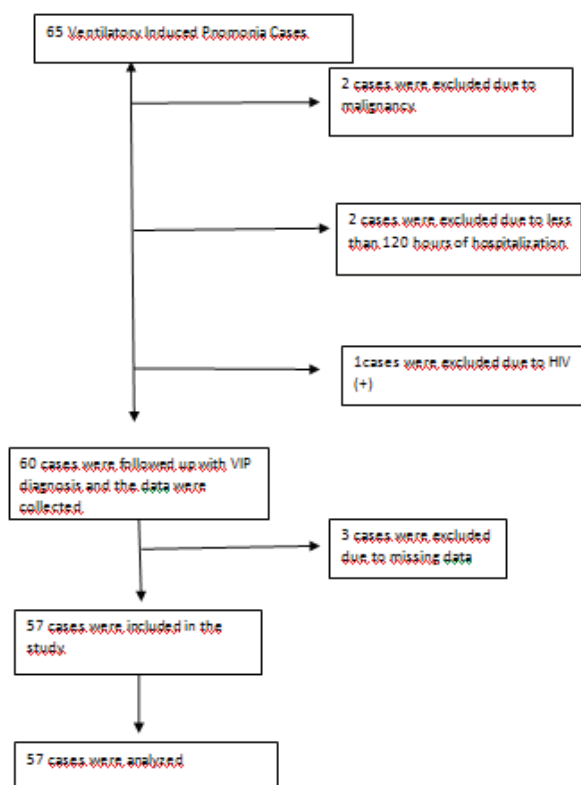 65 Ventilatory Induced Pnomonia Cases.
2 cases were excluded due to
malignancy.
2 cases were excluded due to less
than 120 hours of hospitalization.
1cases were excluded due to HIV
(+)
60 cases were followed up with VIP
diagnosis and the data were
collected.
3 cases were excluded
due to missing data
57 cases were included in the
study.
57 cases were analyzed